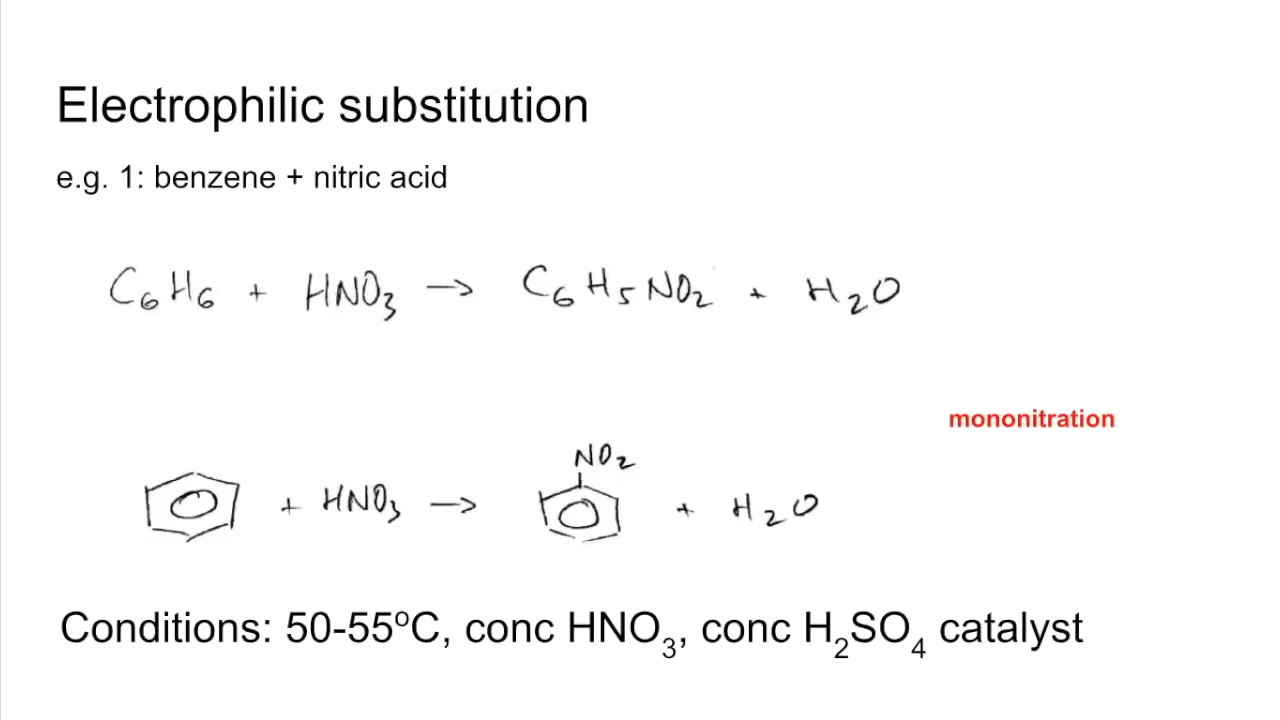 Electrophilic substitution
e.g. 1: benzene + nitric acid
C₆H₆ + HNO₃ → C₆H₅NO₂ + H₂O
mononitration
NO₂
+ HNO₃ → + H₂O
Conditions: 50-55ºC, conc HNO₃, conc H₂SO₄ catalyst